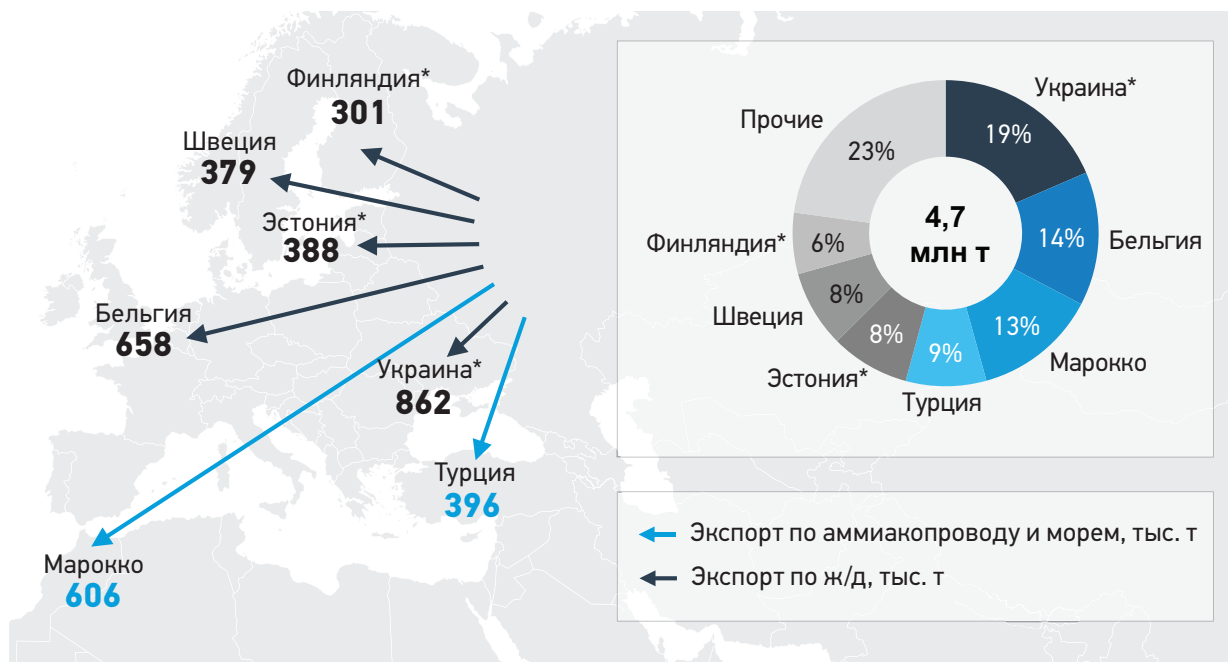 Финляндия*
301
Швеция
379
Эстония*
388
Бельгия
658
Украина*
862
Турция
396
Марокко
606
Украина*
19%
Прочие
23%
4,7
млн т
14%
Бельгия
Финляндия*
6%
8%
Швеция
13%
Марокко
8%
Эстония*
9%
Турция
Экспорт по аммиакопроводу и морем, тыс. т
Экспорт по ж/д, тыс. т